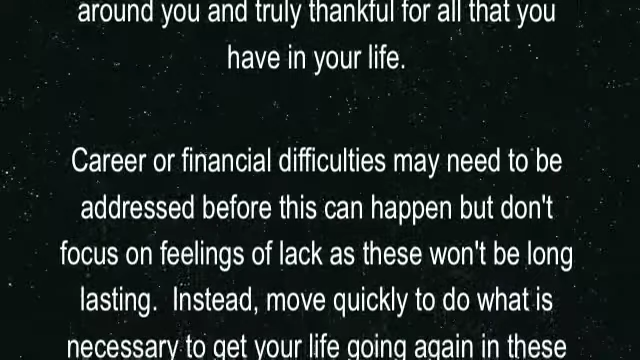 around you and truly thankful for all that you
have in your life.
Career or financial difficulties may need to be
addressed before this can happen but don't
focus on feelings of lack as these won't be long
lasting.  Instead, move quickly to do what is
necessary to get your life going again in these